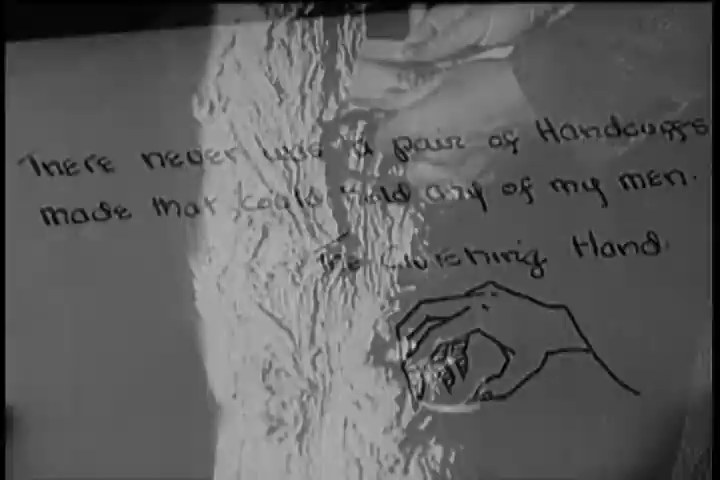 There never was a pair of Handcuffs
made that could hold any of my men.
The Clutching Hand.